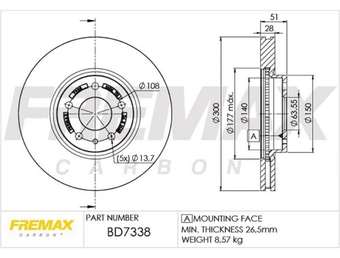 51
28
Ø108
(5x) Ø13,7
Ø300
Ø177 máx.
Ø140
A
Ø63,55
Ø150
FREMAX
CARBON+
FREMAX
CARBON+
PART NUMBER
BD7338
A MOUNTING FACE
MIN. THICKNESS 26,5mm
WEIGHT 8,57 kg